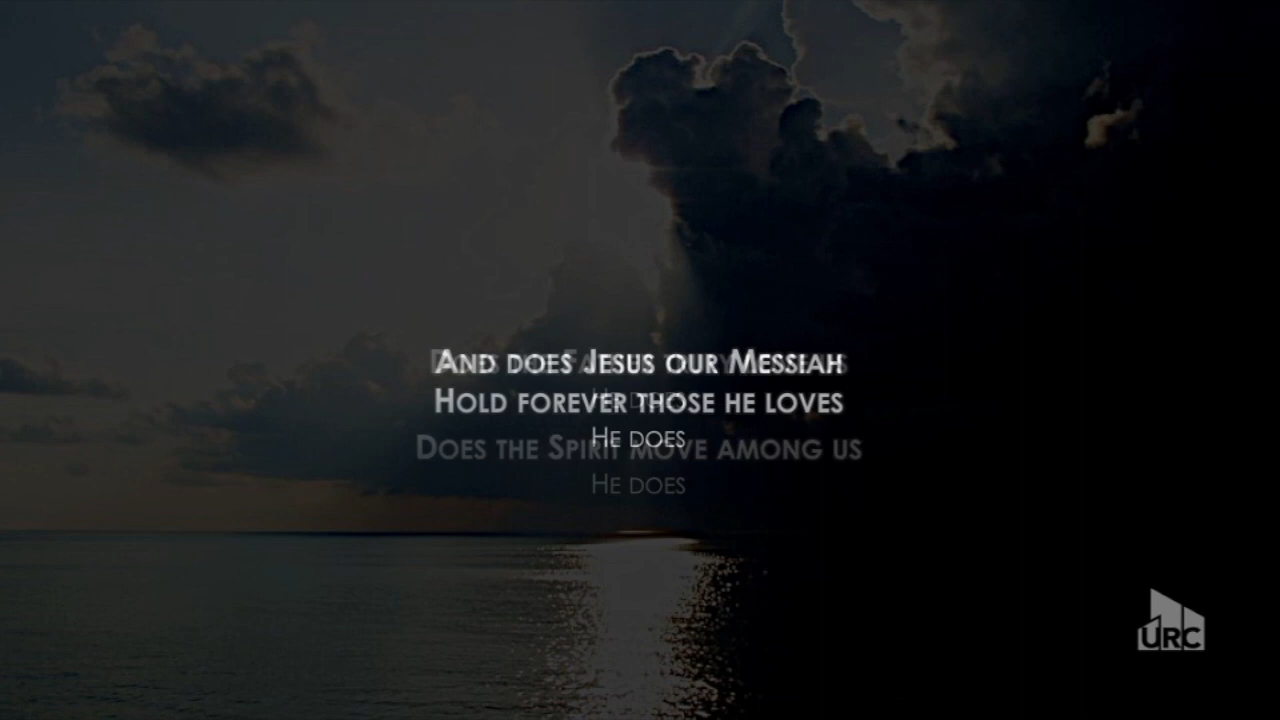 And does Jesus our Messiah
Hold forever those he loves
He does
Does the Spirit move among us
He does
URC